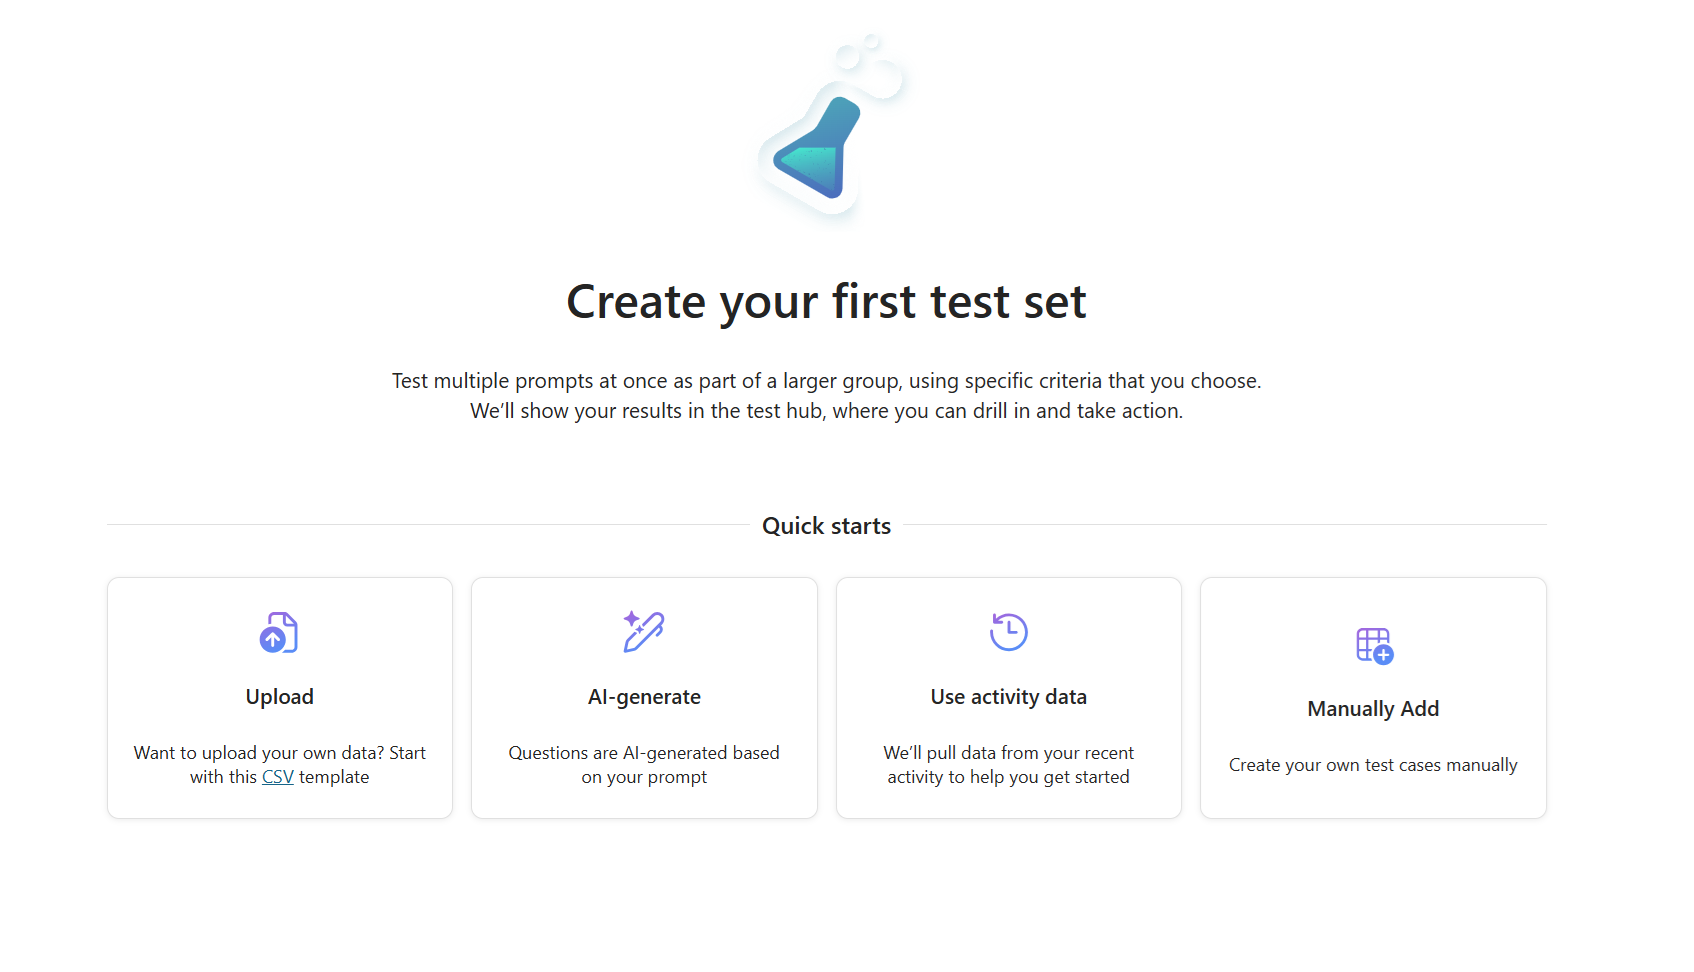 Create your first test set
Test multiple prompts at once as part of a larger group, using specific criteria that you choose.
We’ll show your results in the test hub, where you can drill in and take action.
Quick starts
Upload
Want to upload your own data? Start
with this CSV template
AI-generate
Questions are AI-generated based
on your prompt
Use activity data
We’ll pull data from your recent
activity to help you get started
Manually Add
Create your own test cases manually